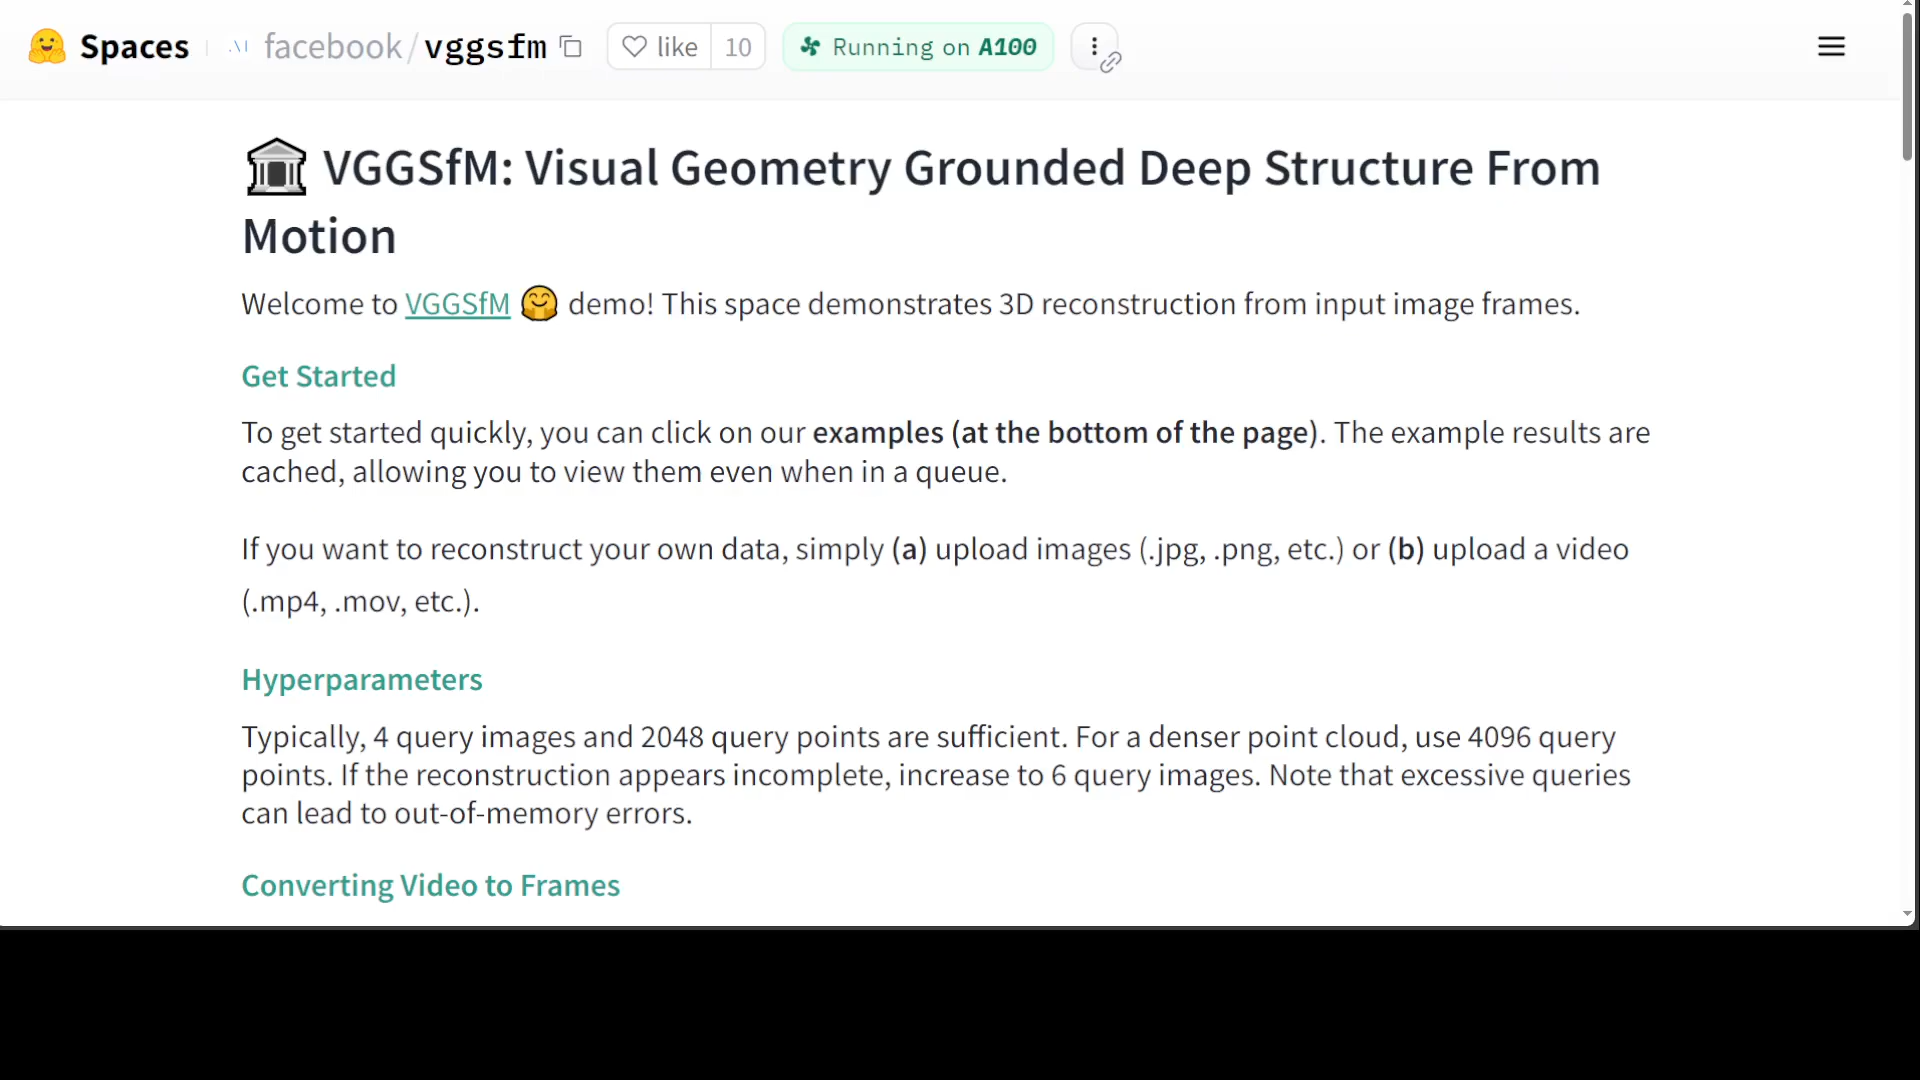 Spaces facebook/vggsfm like 10 Running on A100
VGGSfM: Visual Geometry Grounded Deep Structure From
Motion
Welcome to VGGSfM 🤗 demo! This space demonstrates 3D reconstruction from input image frames.
Get Started
To get started quickly, you can click on our examples (at the bottom of the page). The example results are
cached, allowing you to view them even when in a queue.
If you want to reconstruct your own data, simply (a) upload images (.jpg, .png, etc.) or (b) upload a video
(.mp4, .mov, etc.).
Hyperparameters
Typically, 4 query images and 2048 query points are sufficient. For a denser point cloud, use 4096 query
points. If the reconstruction appears incomplete, increase to 6 query images. Note that excessive queries
can lead to out-of-memory errors.
Converting Video to Frames